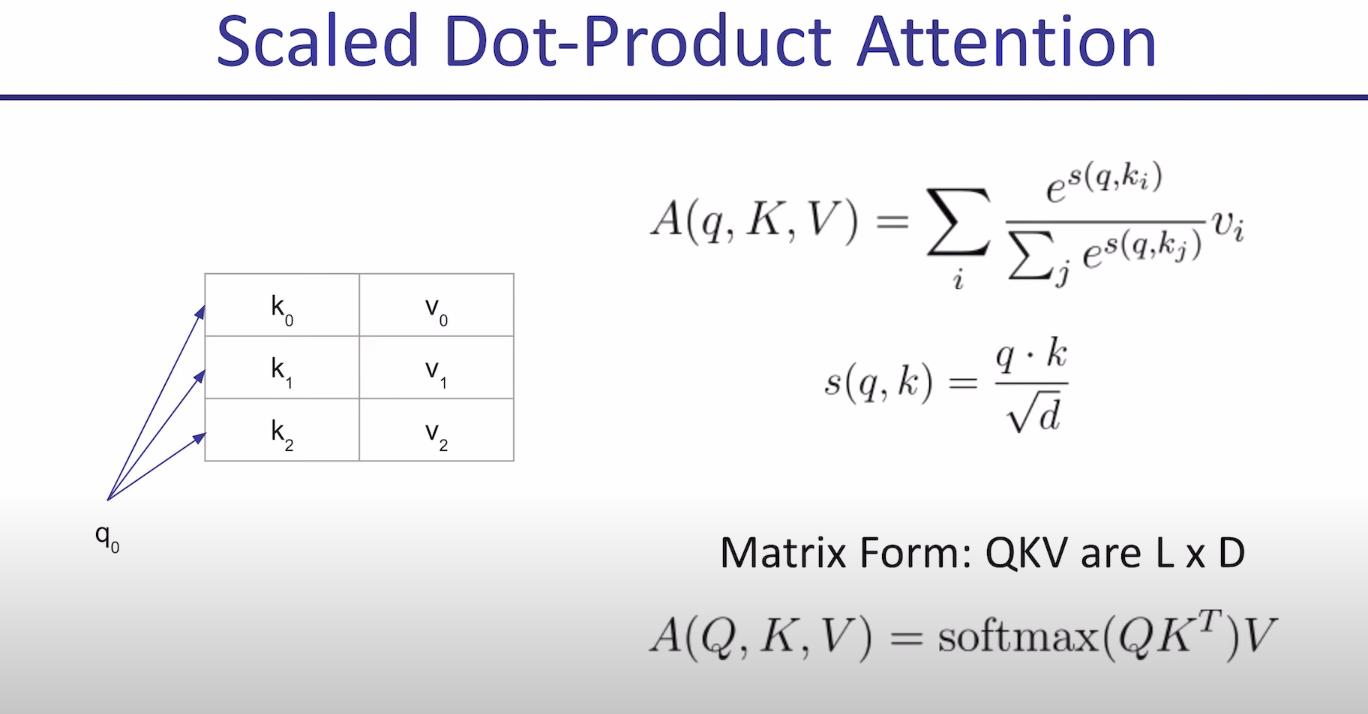 Scaled Dot-Product Attention
A(q, K, V) = \sum_i \frac{e^{s(q,k_i)}}{\sum_j e^{s(q,k_j)}} v_i
k_0 v_0
k_1 v_1
k_2 v_2
s(q, k) = \frac{q \cdot k}{\sqrt{d}}
q_0
Matrix Form: QKV are L x D
A(Q, K, V) = softmax(QK^T)V